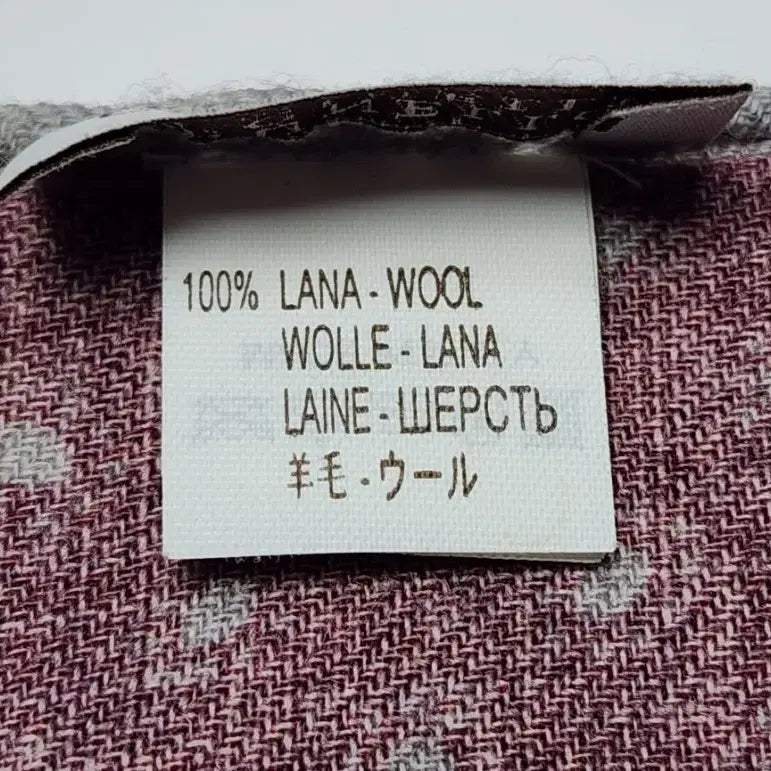 100% LANA - WOOL
WOLLE - LANA
LAINE - ШЕРСТЬ
羊毛 - ウール